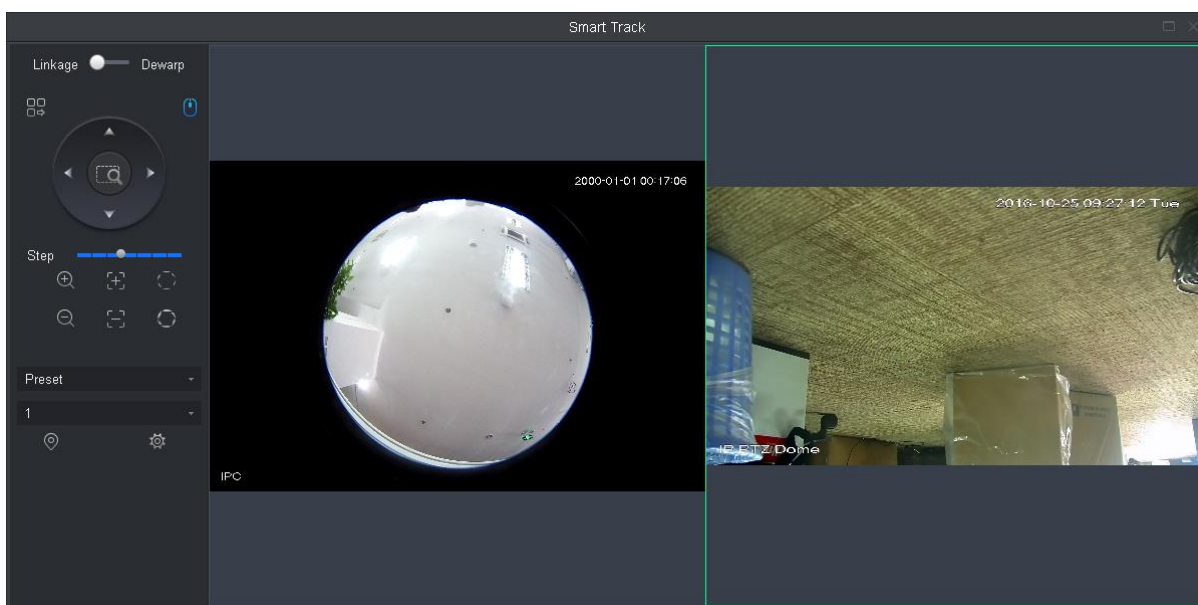 Smart Track
Linkage Dewarp
Step
Preset
1
2000-01-01 00:17:06
IPC
2016-10-25 09:27:12 Tue
IP PTZ Dome